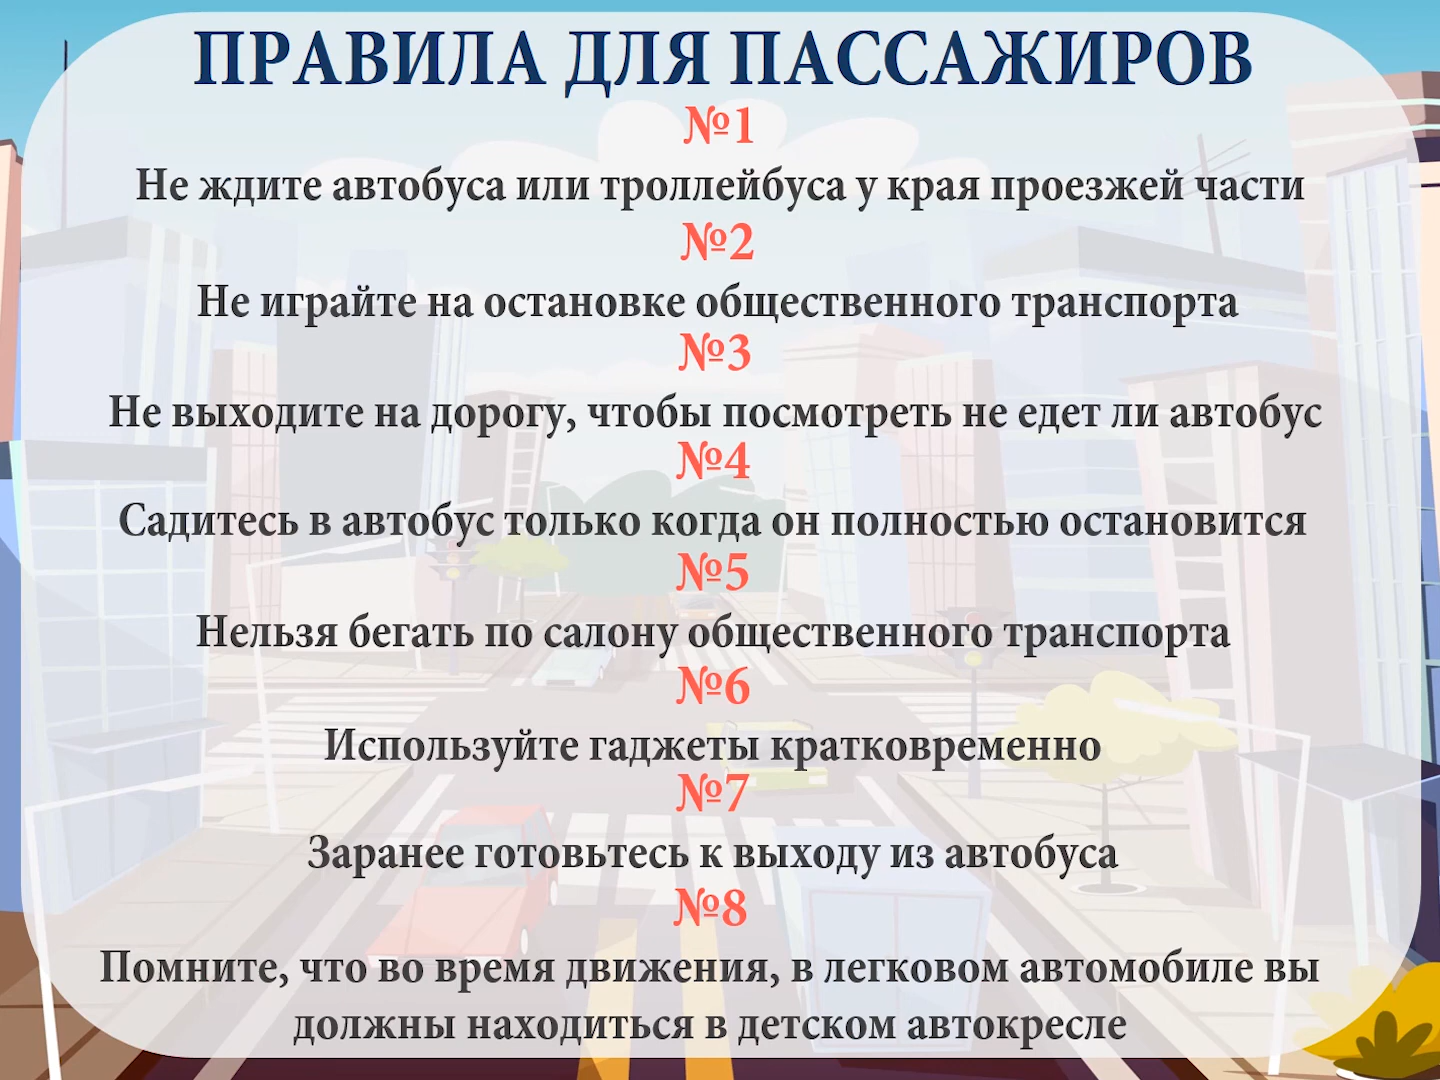 ПРАВИЛА ДЛЯ ПАССАЖИРОВ
№1
Не ждите автобуса или троллейбуса у края проезжей части
№2
Не играйте на остановке общественного транспорта
№3
Не выходите на дорогу, чтобы посмотреть не едет ли автобус
№4
Садитесь в автобус только когда он полностью остановится
№5
Нельзя бегать по салону общественного транспорта
№6
Используйте гаджеты кратковременно
№7
Заранее готовьтесь к выходу из автобуса
№8
Помните, что во время движения, в легковом автомобиле вы
должны находиться в детском автокресле